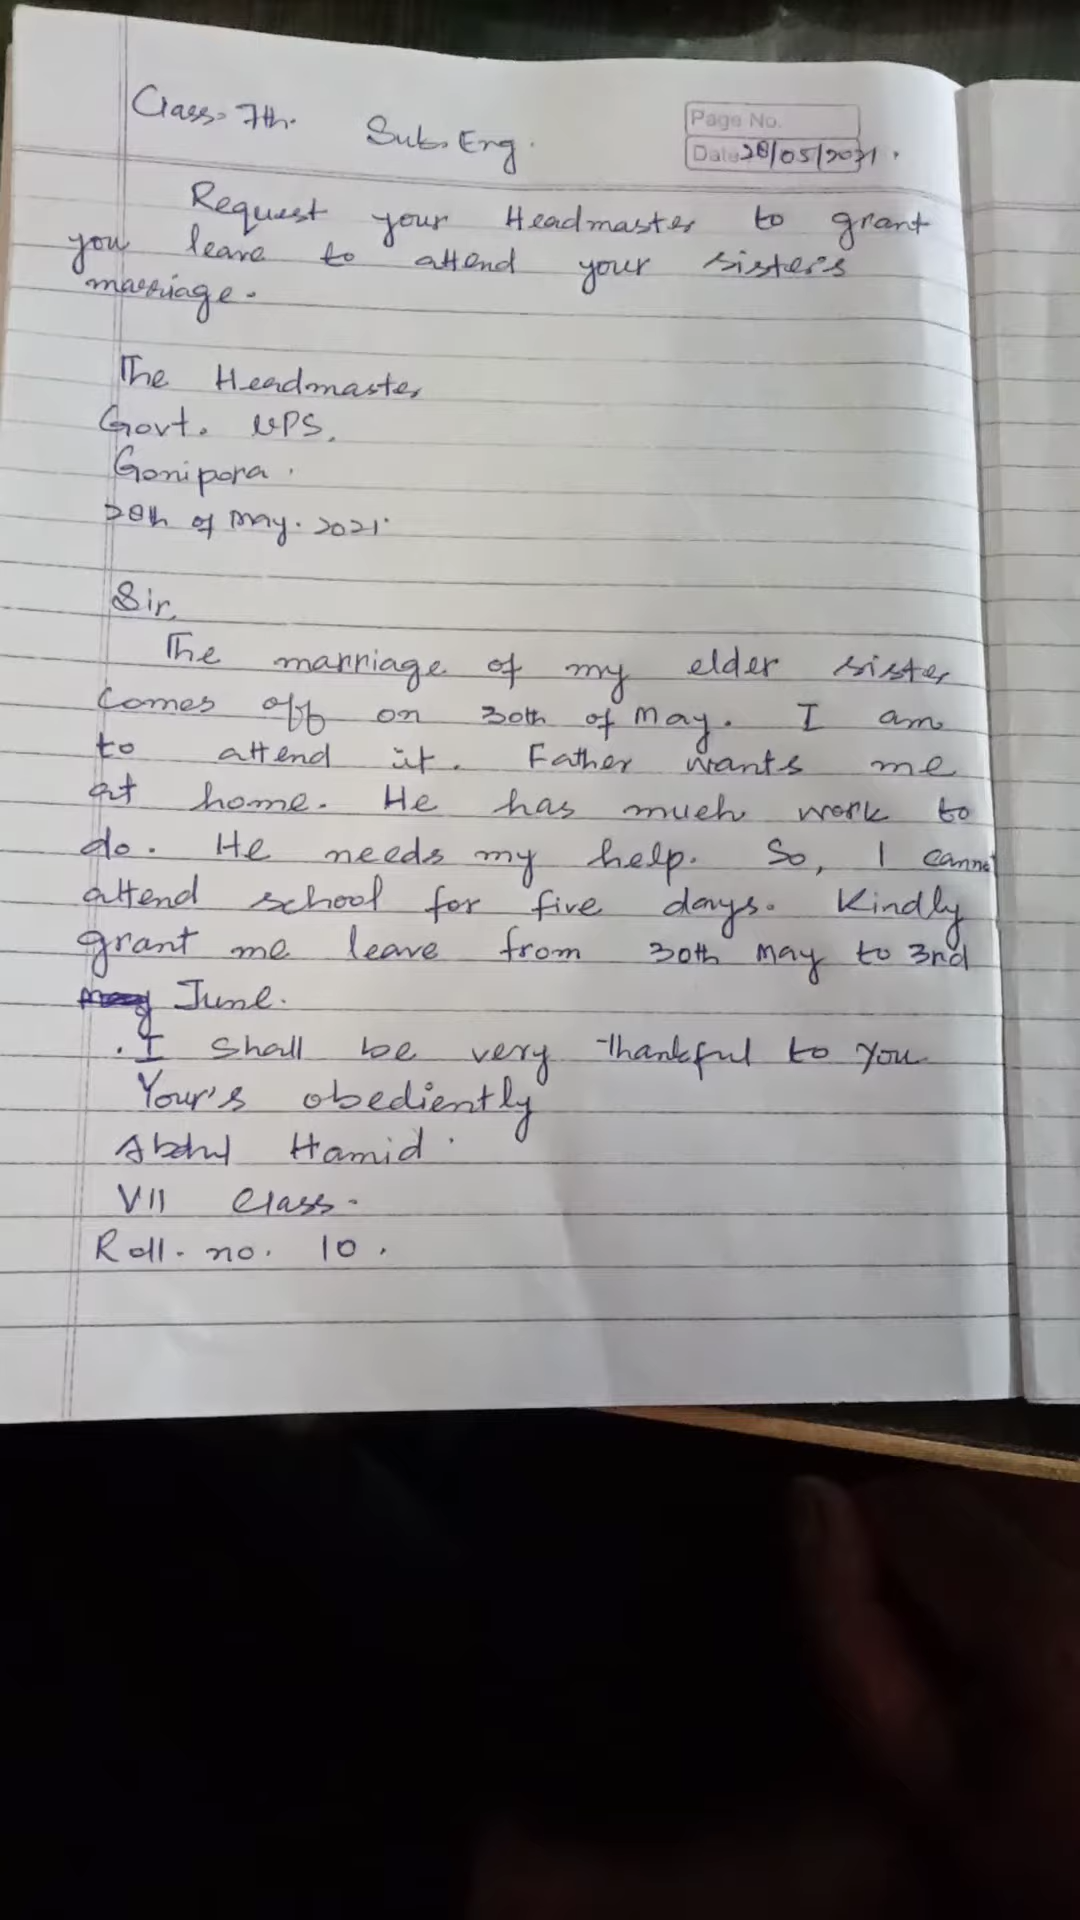 Class- 7th.
Sub. Eng.
Page No.
Date 28/05/2021.
Request your Headmaster to grant
you leave to attend your sister's
marriage.
The Headmaster
Govt. UPS,
Gonipora.
28th of May. 2021.
Sir,
The marriage of my elder sister
comes off on 30th of May. I am
to attend it. Father wants me
at home. He has much work to
do. He needs my help. So, I cannot
attend school for five days. Kindly
grant me leave from 30th May to 3rd
June.
. I shall be very thankful to you
Your's obediently
Abdul Hamid.
VII Class.
Roll. no. 10.